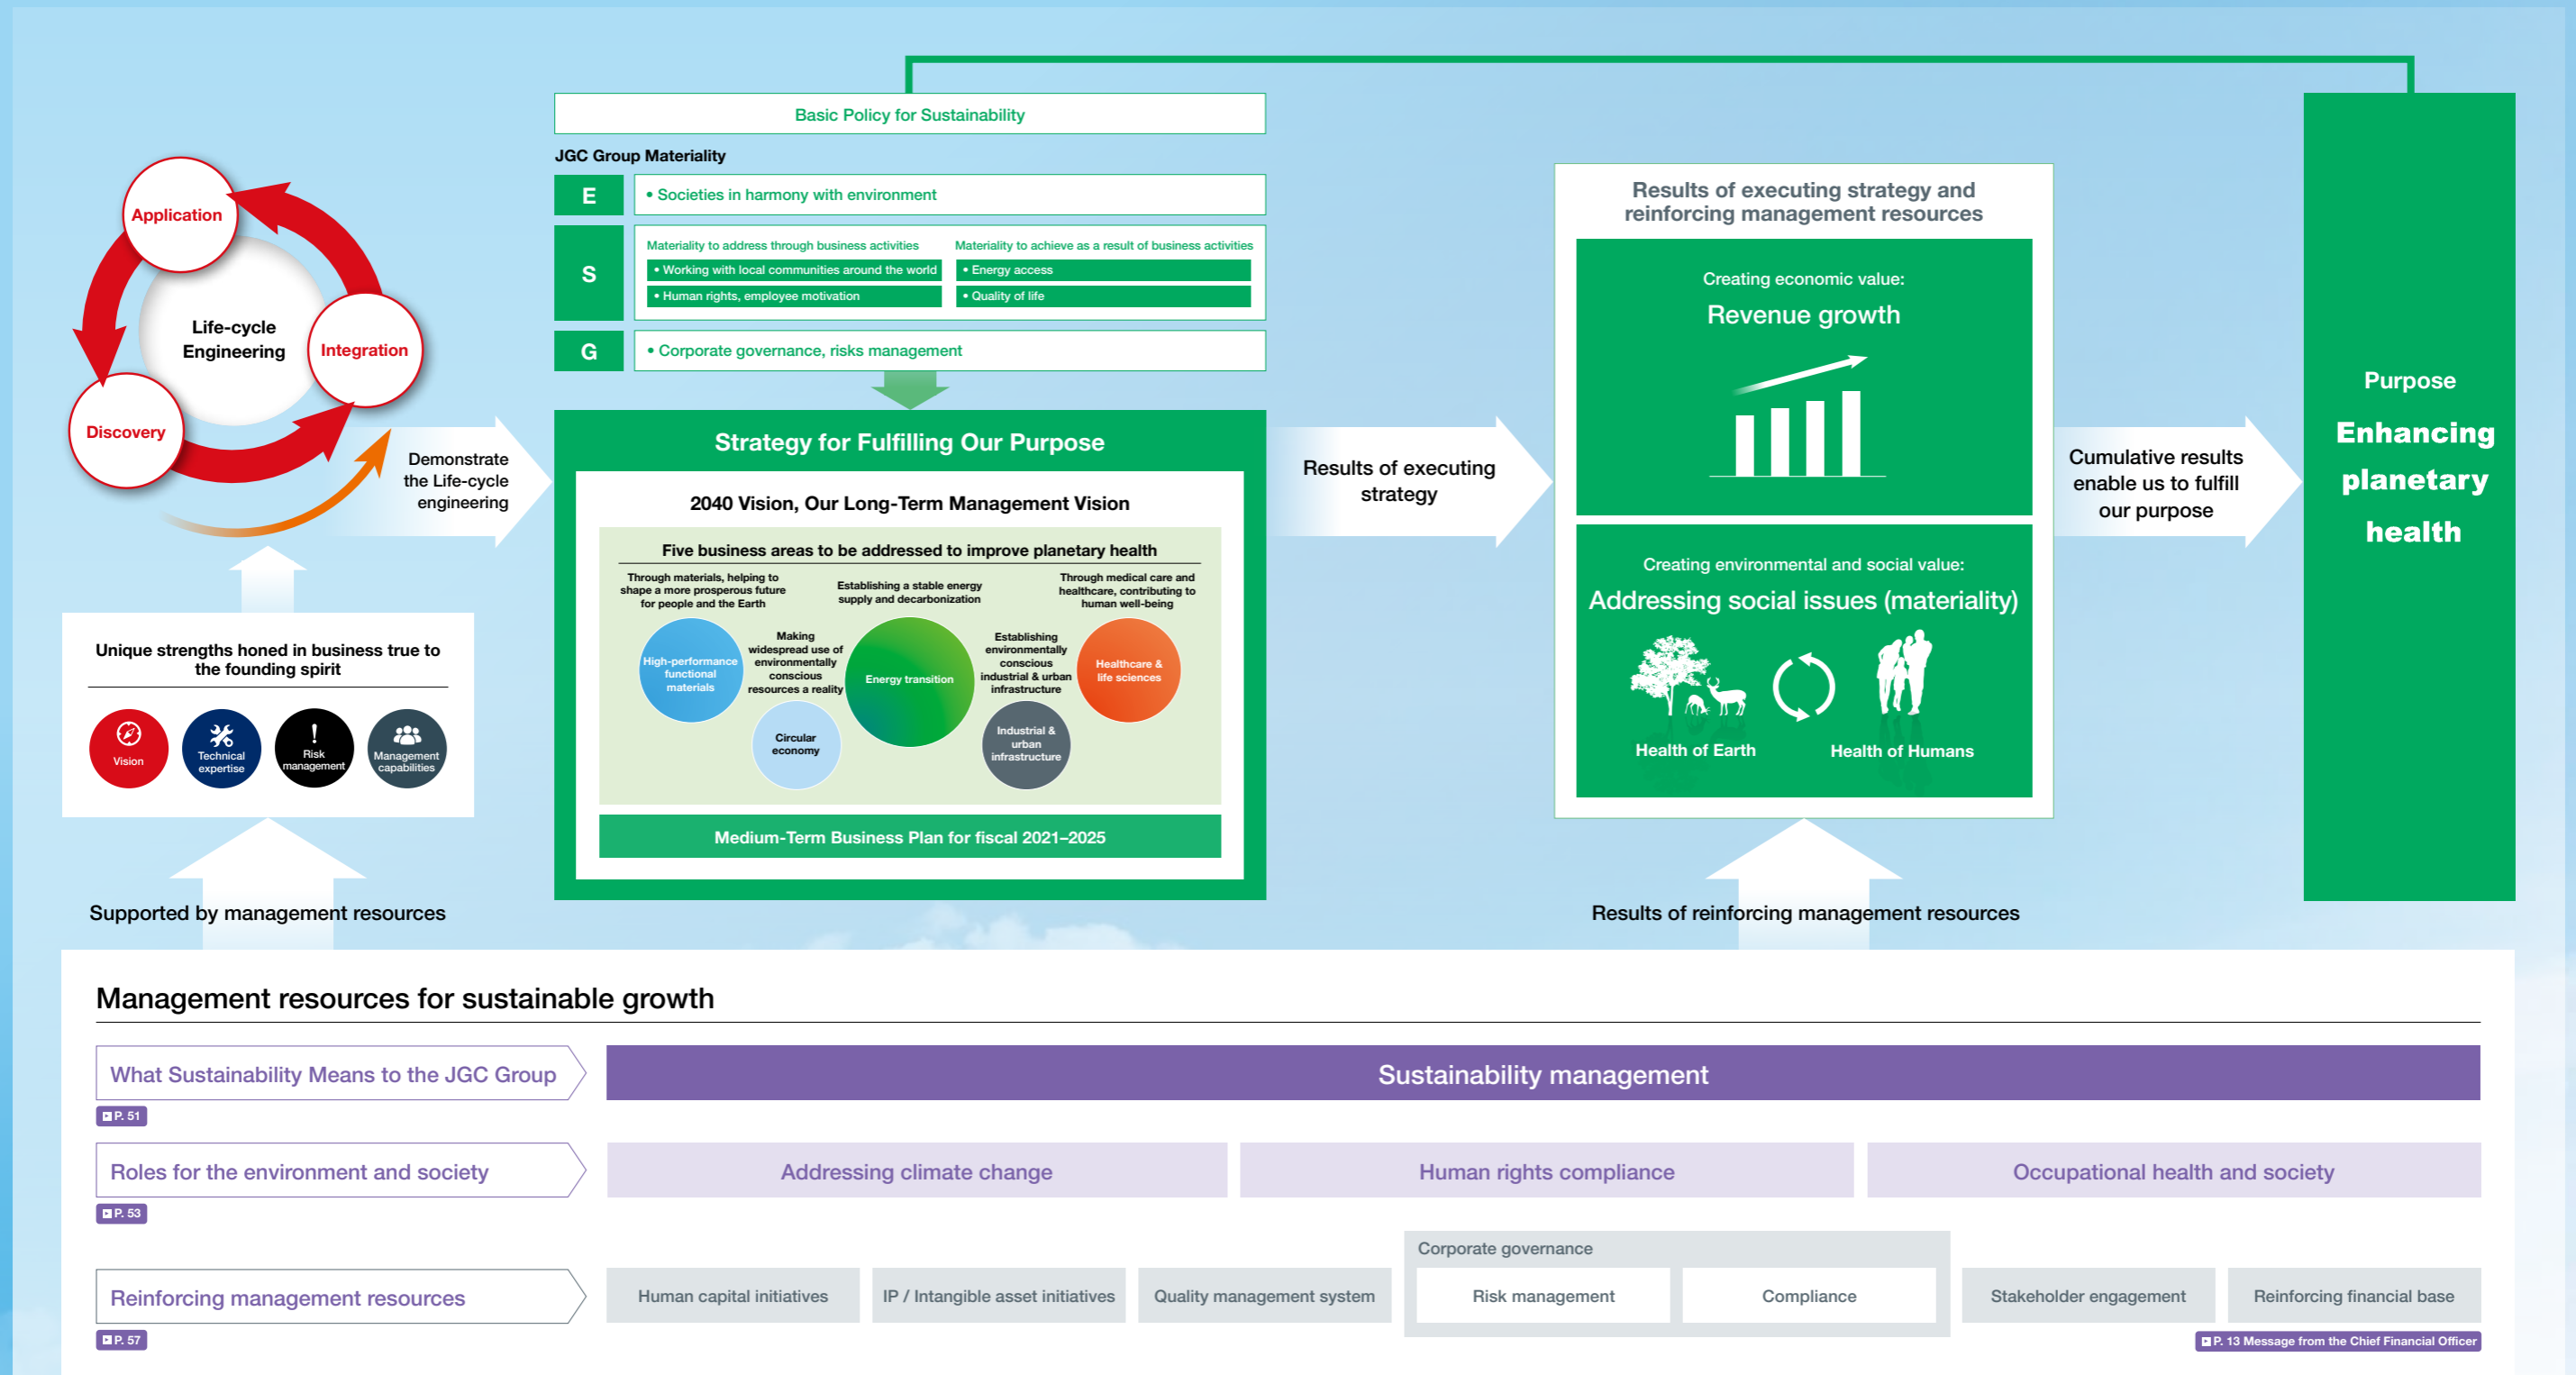 Basic Policy for Sustainability
JGC Group Materiality
E
• Societies in harmony with environment
S
Materiality to address through business activities
• Working with local communities around the world
• Human rights, employee motivation
Materiality to achieve as a result of business activities
• Energy access
• Quality of life
G
• Corporate governance, risks management
Application
Life-cycle
Engineering
Integration
Discovery
Demonstrate
the Life-cycle
engineering
Unique strengths honed in business true to
the founding spirit
Vision
Technical
expertise
Risk
management
Management
capabilities
Supported by management resources
Strategy for Fulfilling Our Purpose
2040 Vision, Our Long-Term Management Vision
Five business areas to be addressed to improve planetary health
Through materials, helping to
shape a more prosperous future
for people and the Earth
High-performance
functional
materials
Making
widespread use of
environmentally
conscious
resources a reality
Circular
economy
Establishing a stable energy
supply and decarbonization
Energy transition
Establishing
environmentally
conscious
industrial & urban
infrastructure
Industrial &
urban
infrastructure
Through medical care and
healthcare, contributing to
human well-being
Healthcare &
life sciences
Medium-Term Business Plan for fiscal 2021–2025
Results of executing
strategy
Results of executing strategy and
reinforcing management resources
Creating economic value:
Revenue growth
Creating environmental and social value:
Addressing social issues (materiality)
Health of Earth
Health of Humans
Results of reinforcing management resources
Cumulative results
enable us to fulfill
our purpose
Purpose
Enhancing
planetary
health
Management resources for sustainable growth
What Sustainability Means to the JGC Group
P. 51
Sustainability management
Roles for the environment and society
P. 53
Addressing climate change
Human rights compliance
Occupational health and society
Reinforcing management resources
P. 57
Human capital initiatives
IP / Intangible asset initiatives
Quality management system
Corporate governance
Risk management
Compliance
Stakeholder engagement
Reinforcing financial base
P. 13 Message from the Chief Financial Officer